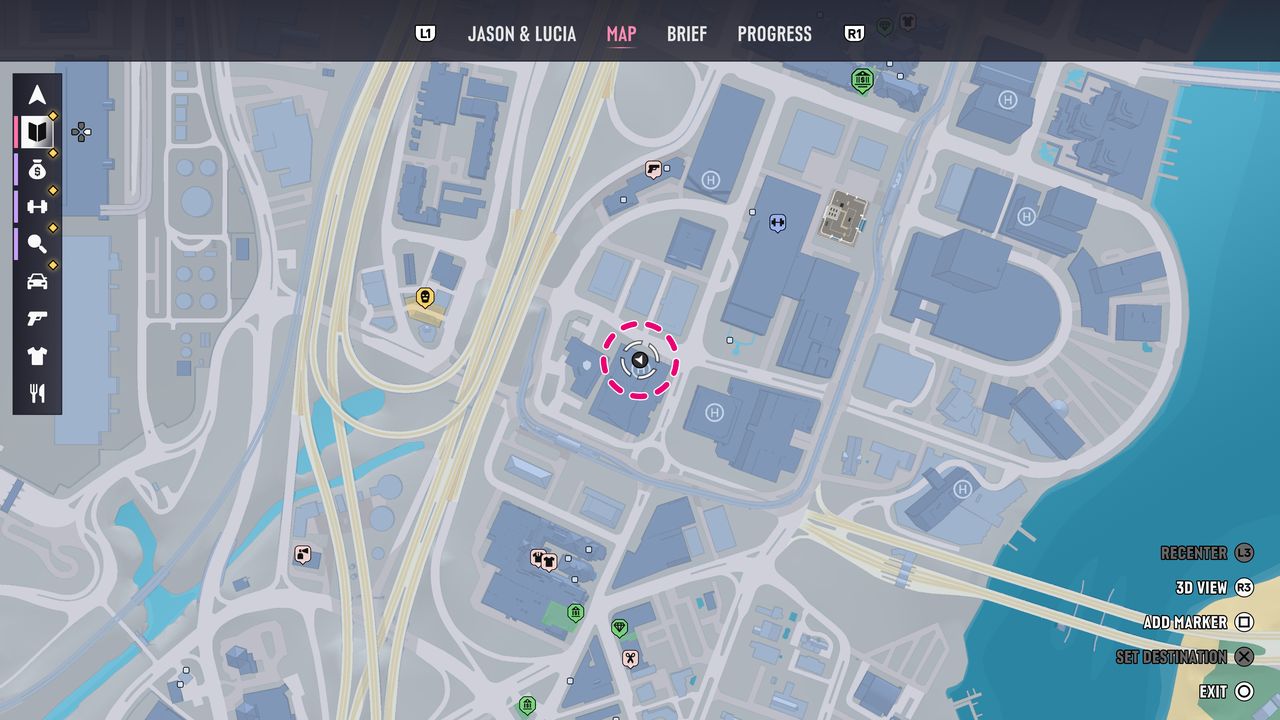 L1 JASON & LUCIA MAP BRIEF PROGRESS R1
H
H
H
H
H
RECENTER L3
3D VIEW R3
ADD MARKER
SET DESTINATION
EXIT